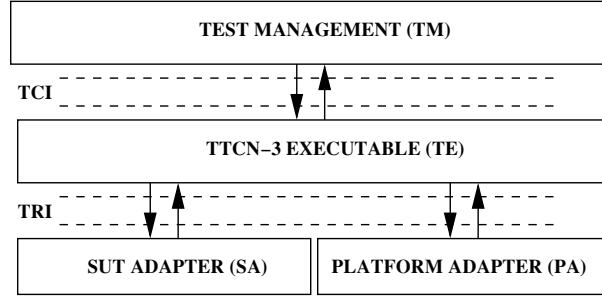 TEST MANAGEMENT (TM)
TCI
TTCN−3 EXECUTABLE (TE)
TRI
SUT ADAPTER (SA)
PLATFORM ADAPTER (PA)